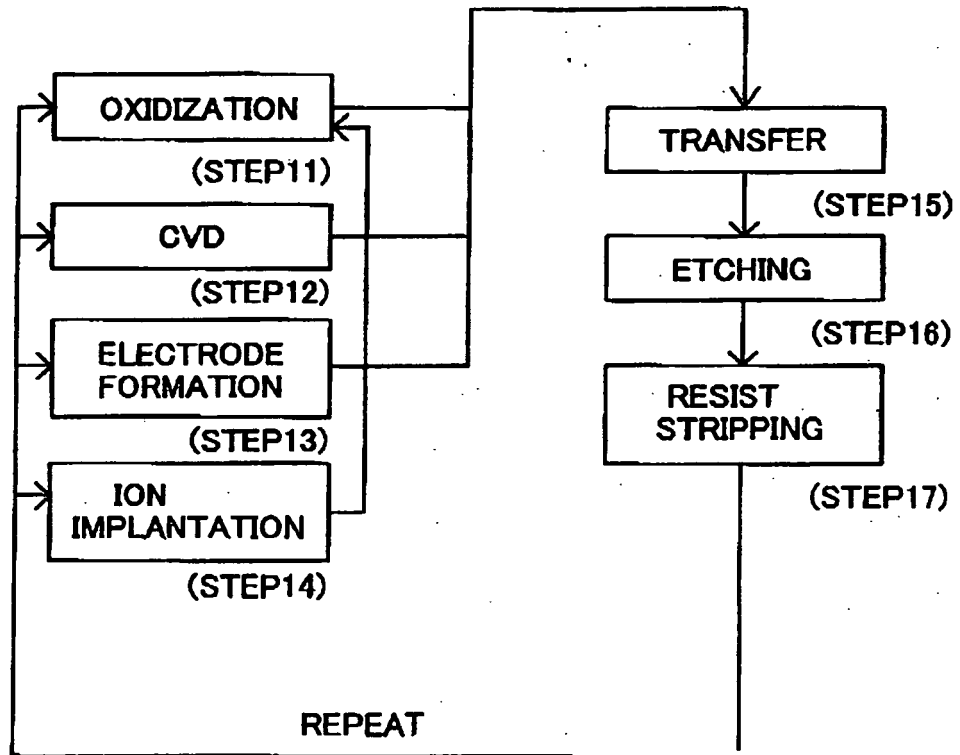 OXIDIZATION
(STEP11)
CVD
(STEP12)
ELECTRODE
FORMATION
(STEP13)
ION
IMPLANTATION
(STEP14)
TRANSFER
(STEP15)
ETCHING
(STEP16)
RESIST
STRIPPING
(STEP17)
REPEAT